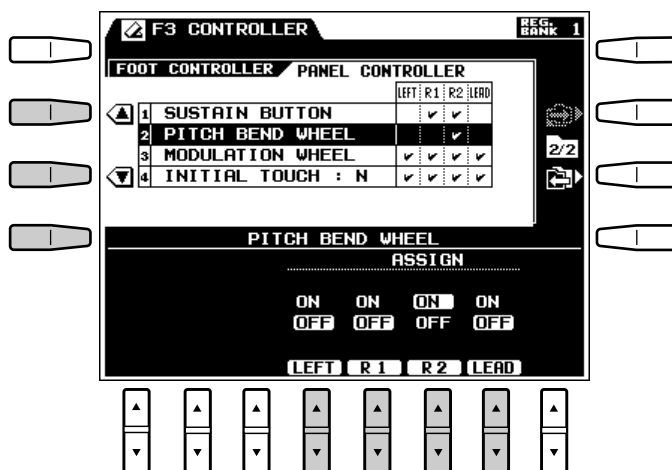 F3 CONTROLLER REG. BANK 1
FOOT CONTROLLER PANEL CONTROLLER
LEFT R1 R2 LEAD
1 SUSTAIN BUTTON
2 PITCH BEND WHEEL
3 MODULATION WHEEL
4 INITIAL TOUCH : N
2/2
PITCH BEND WHEEL
ASSIGN
ON ON ON ON
OFF OFF OFF OFF
LEFT R1 R2 LEAD